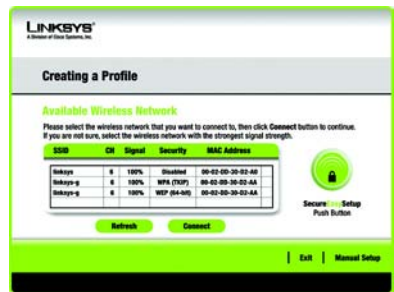 LINKSYS®
A Division of Cisco Systems, Inc.
Creating a Profile
Available Wireless Network
Please select the wireless network that you want to connect to, then click Connect button to continue.
If you are not sure, select the wireless network with the strongest signal strength.
SSID CH Signal Security MAC Address
linksys 6 100% Disabled 00-02-DD-30-D2-A0
linksys-g 6 100% WPA (TKIP) 00-02-DD-30-D2-AA
linksys-g 6 100% WEP (64-bit) 00-02-DD-30-D2-AA
SecureEasySetup
Push Button
Refresh Connect
Exit Manual Setup